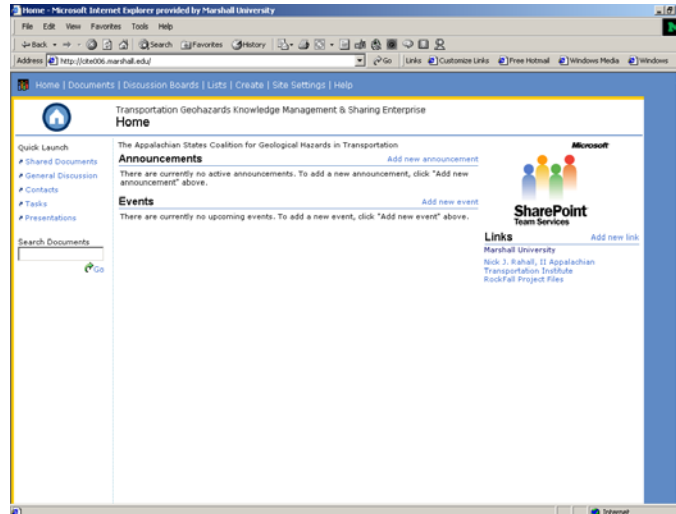 Home - Microsoft Internet Explorer provided by Marshall University
File Edit View Favorites Tools Help
Back Search Favorites History
Address http://cite006.marshall.edu/ Go Links Customize Links Free Hotmail Windows Media Windows
Home | Documents | Discussion Boards | Lists | Create | Site Settings | Help
Transportation Geohazards Knowledge Management & Sharing Enterprise
Home
Quick Launch
Shared Documents
General Discussion
Contacts
Tasks
Presentations
Search Documents
Go
The Appalachian States Coalition for Geological Hazards in Transportation
Announcements Add new announcement
There are currently no active announcements. To add a new announcement, click "Add new
announcement" above.
Events Add new event
There are currently no upcoming events. To add a new event, click "Add new event" above.
Microsoft
SharePoint
Team Services
Links Add new link
Marshall University
Nick J. Rahall, II Appalachian
Transportation Institute
RockFall Project Files
Internet